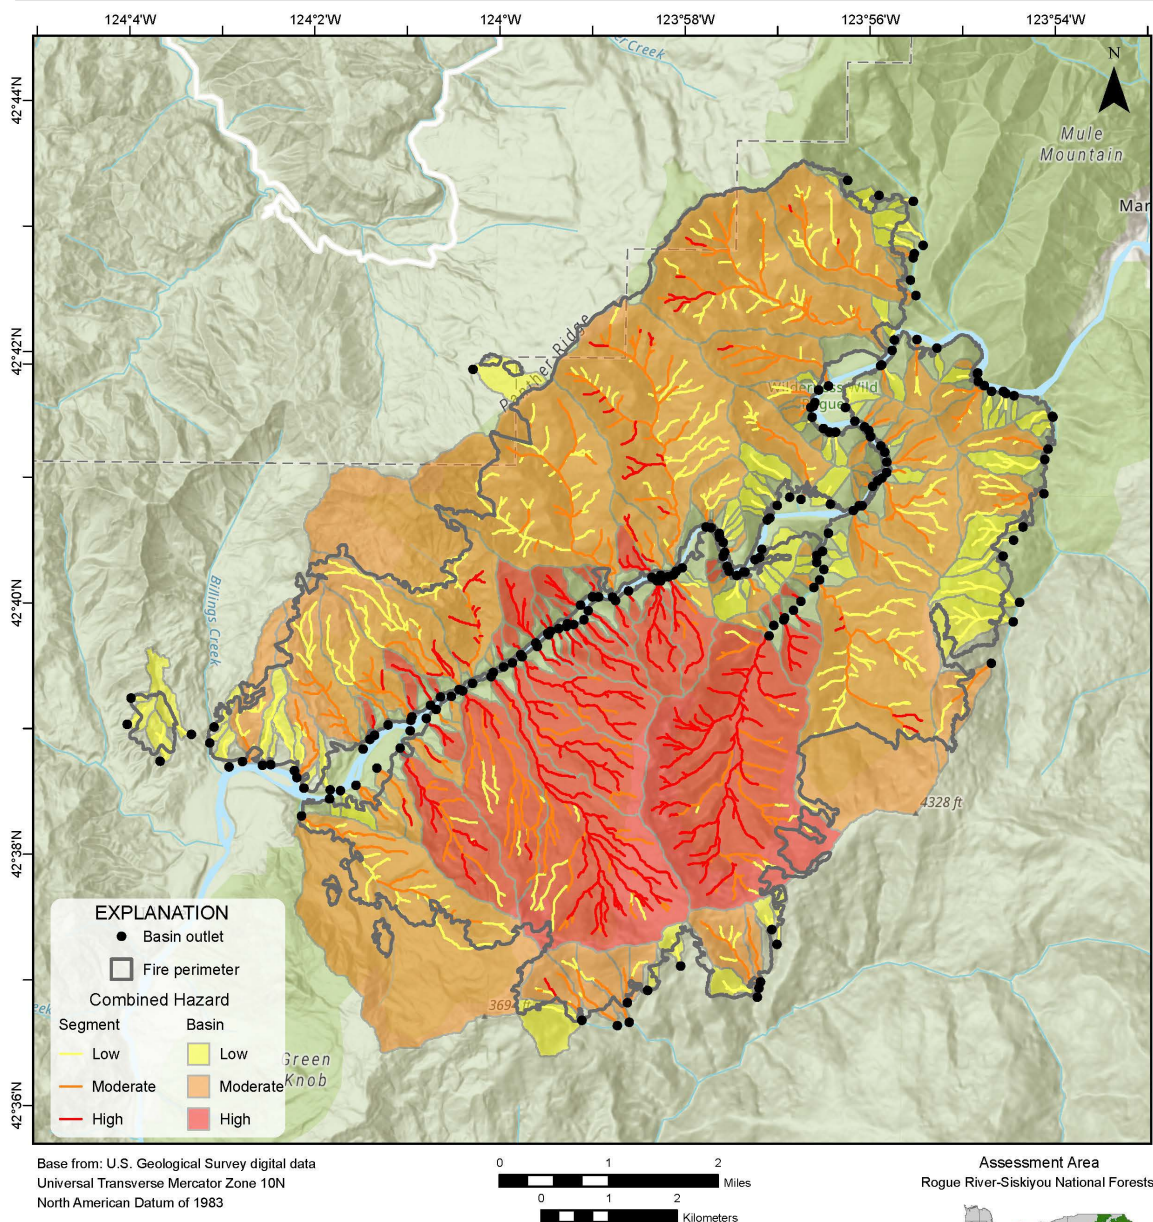 124°4'W
124°2'W
124°W
123°58'W
123°56'W
123°54'W
42°44'N
42°42'N
42°40'N
42°38'N
42°36'N
Creek
N
Mule
Mountain
Mar
Panther Ridge
Wild
Rogue
Billings Creek
4328 ft
3694 ft
Green
Knob
EXPLANATION
Basin outlet
Fire perimeter
Combined Hazard
Segment
Basin
Low
Low
Moderate
Moderate
High
High
Base from: U.S. Geological Survey digital data
Universal Transverse Mercator Zone 10N
North American Datum of 1983
0 1 2
Miles
0 1 2
Kilometers
Assessment Area
Rogue River-Siskiyou National Forests